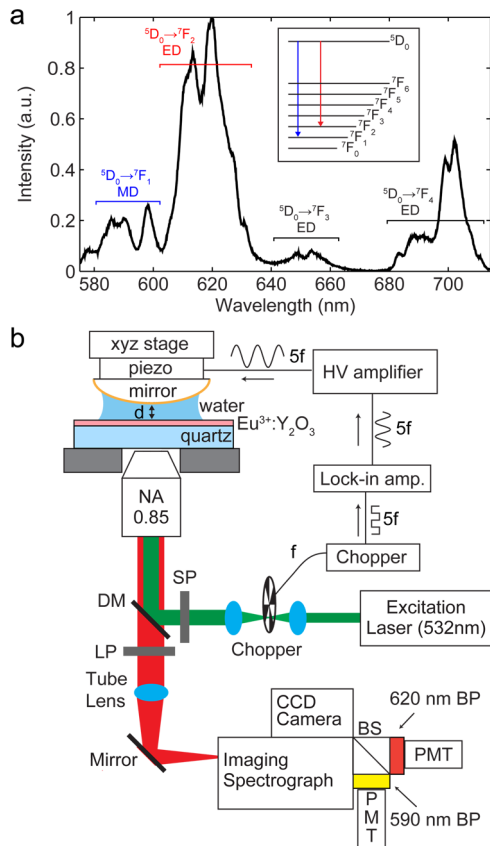 a
⁵D₀→⁷F₂
ED
⁵D₀
⁷F₆
⁷F₅
⁷F₄
⁷F₃
⁷F₂
⁷F₁
⁷F₀
⁵D₀→⁷F₁
MD
⁵D₀→⁷F₃
ED
⁵D₀→⁷F₄
ED
Intensity (a.u.)
1
0.8
0.6
0.4
0.2
0
580 600 620 640 660 680 700
Wavelength (nm)
b
xyz stage
piezo
mirror
5f
HV amplifier
d
water
Eu³⁺:Y₂O₃
quartz
5f
Lock-in amp.
5f
NA
0.85
f
Chopper
SP
DM
Chopper
Excitation
Laser (532nm)
LP
Tube
Lens
Mirror
CCD
Camera
BS
620 nm BP
Imaging
Spectrograph
PMT
590 nm BP
P
M
T